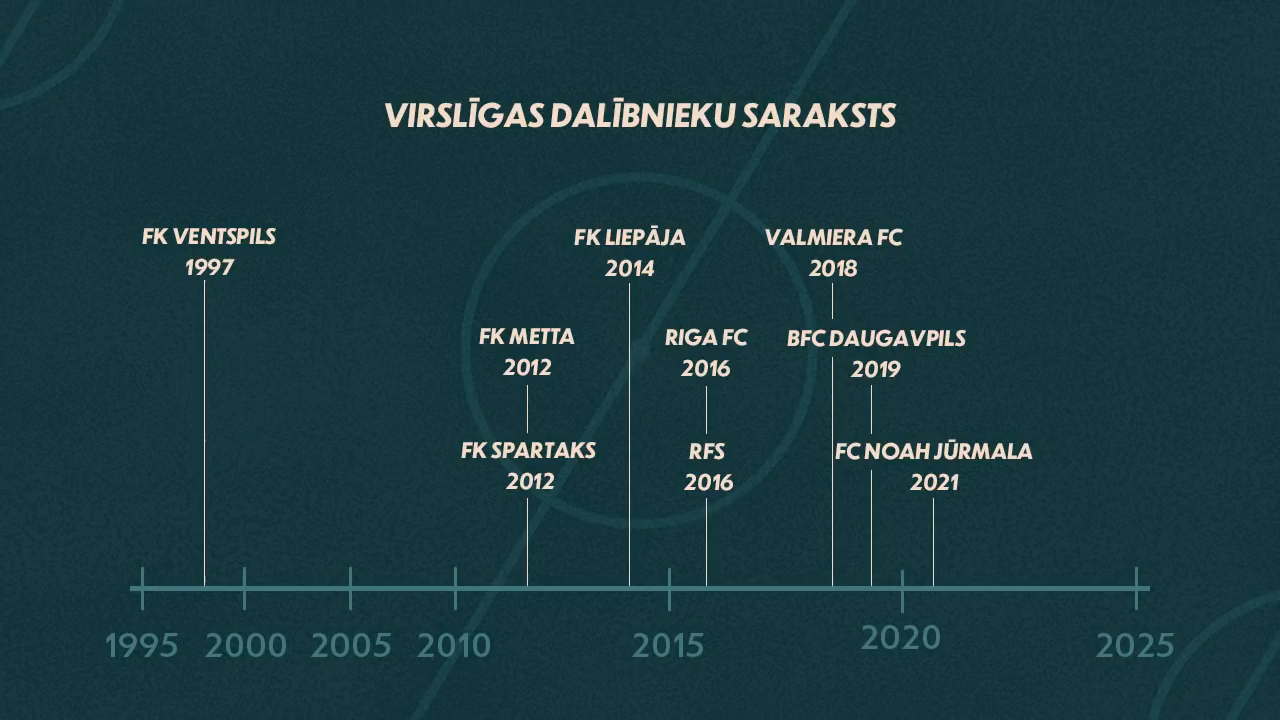 VIRSLĪGAS DALĪBNIEKU SARAKSTS
FK VENTSPILS
1997
FK LIEPĀJA
2014
VALMIERA FC
2018
FK METTA
2012
RIGA FC
2016
BFC DAUGAVPILS
2019
FK SPARTAKS
2012
RFS
2016
FC NOAH JŪRMALA
2021
1995 2000 2005 2010 2015 2020 2025